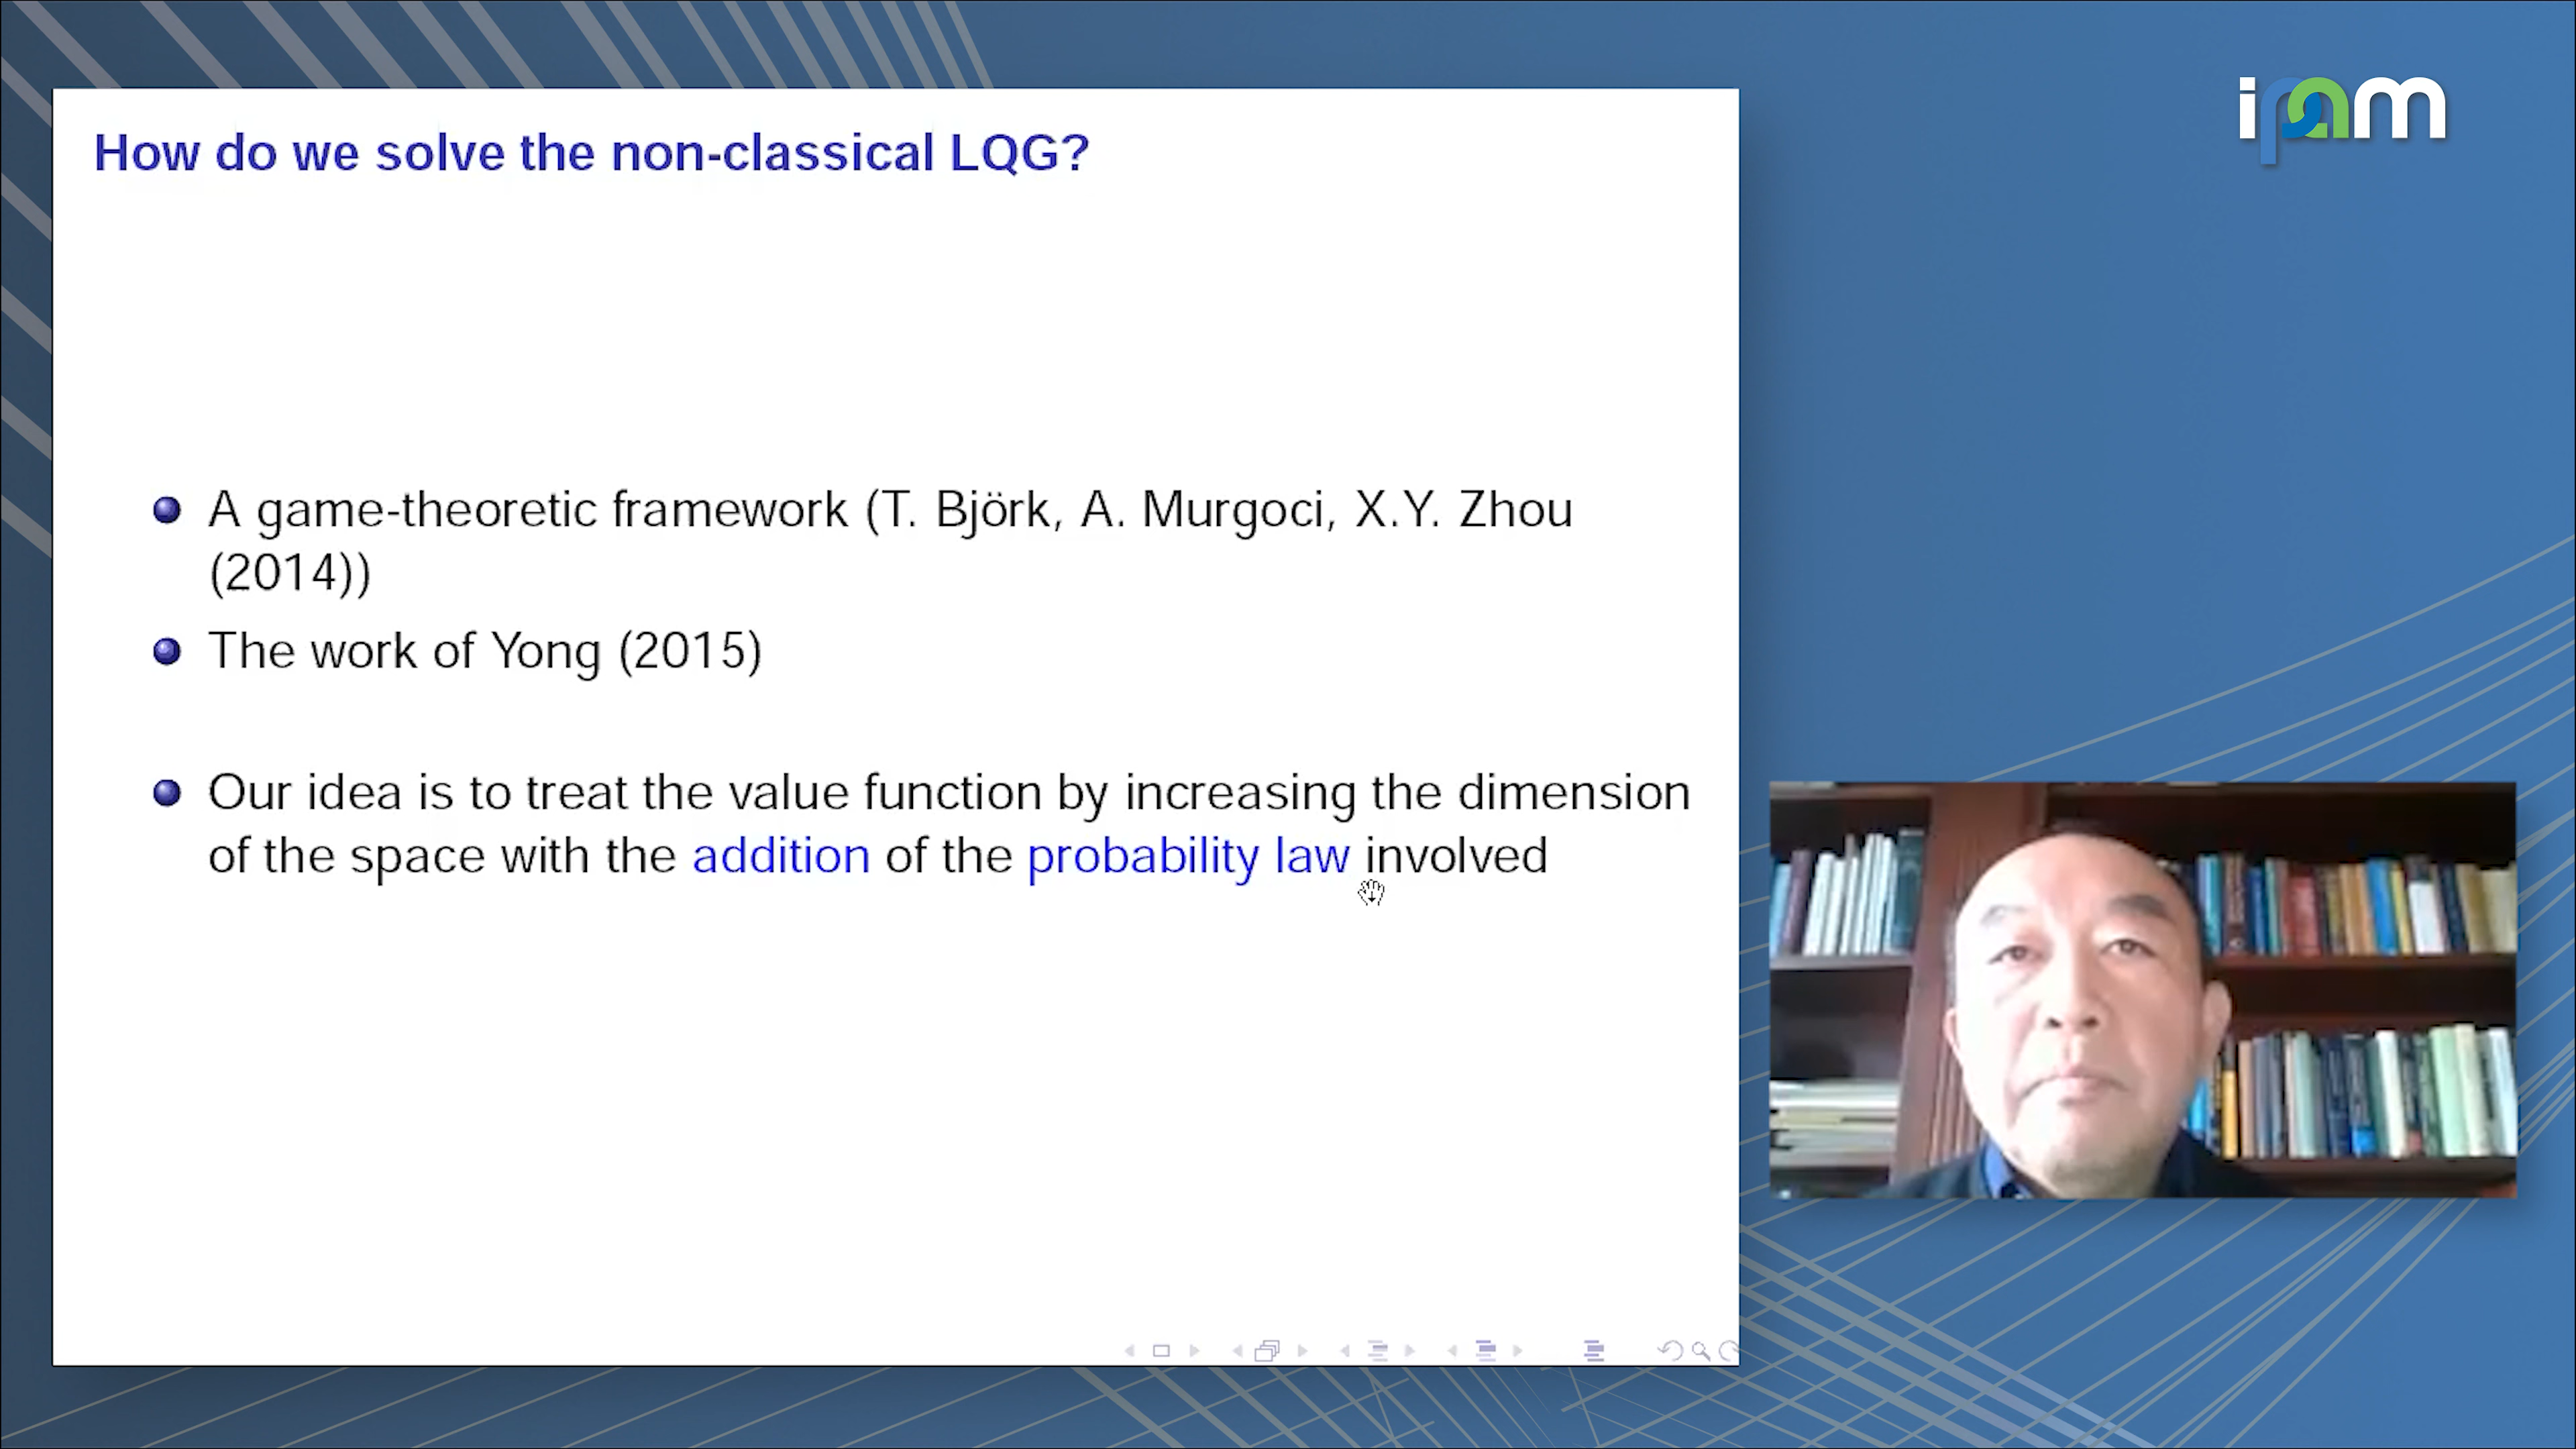 ipam
How do we solve the non-classical LQG?
A game-theoretic framework (T. Björk, A. Murgoci, X.Y. Zhou
(2014))
The work of Yong (2015)
Our idea is to treat the value function by increasing the dimension
of the space with the addition of the probability law involved